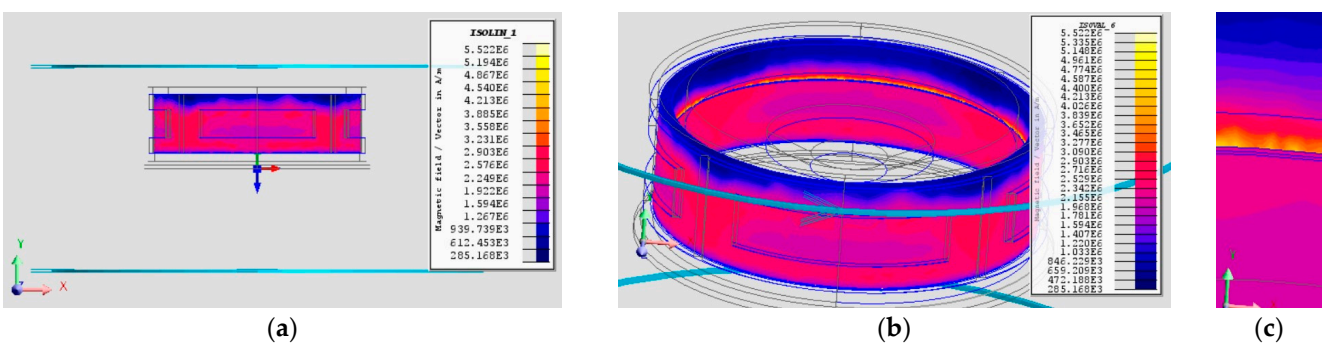 ISOLIN_1
5.522E6
5.194E6
4.867E6
4.540E6
4.213E6
3.885E6
3.558E6
3.231E6
2.903E6
2.576E6
2.249E6
1.922E6
1.594E6
1.267E6
939.739E3
612.453E3
285.168E3
Magnetic field / Vector in A/m
Y
X
ISOVAL_6
5.522E6
5.335E6
5.148E6
4.961E6
4.774E6
4.587E6
4.400E6
4.213E6
4.026E6
3.839E6
3.652E6
3.465E6
3.277E6
3.090E6
2.903E6
2.716E6
2.529E6
2.342E6
2.155E6
1.968E6
1.781E6
1.594E6
1.407E6
1.220E6
1.033E6
846.229E3
659.209E3
472.188E3
285.168E3
Magnetic field / Vector in A/m
(a)
(b)
(c)